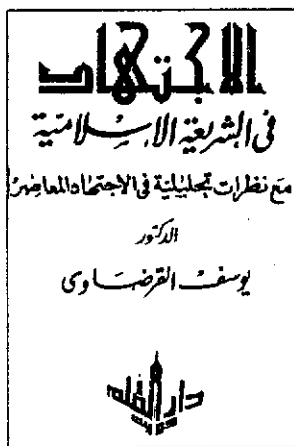 الاجتهاد
في الشريعة الإسلامية
مع نظرات تحليلية في الاجتهاد المعاصر
الدكتور
يوسف القرضاوي
دار القلم